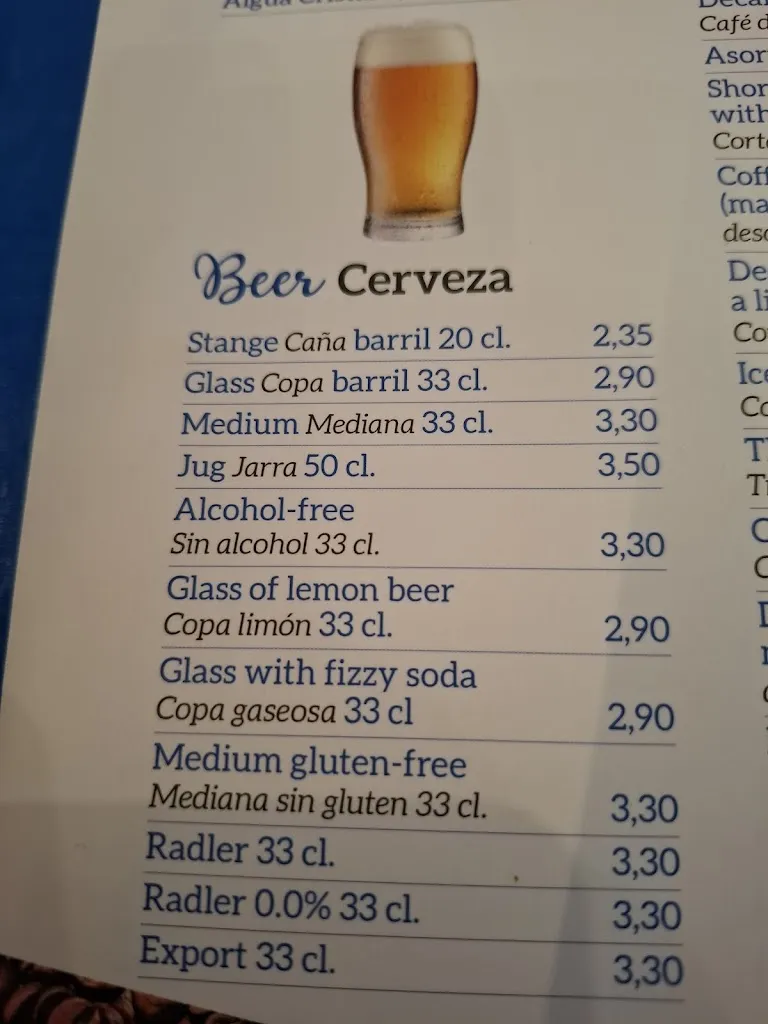 Beer Cerveza
Stange Caña barril 20 cl. 2,35
Glass Copa barril 33 cl. 2,90
Medium Mediana 33 cl. 3,30
Jug Jarra 50 cl. 3,50
Alcohol-free
Sin alcohol 33 cl. 3,30
Glass of lemon beer
Copa limón 33 cl. 2,90
Glass with fizzy soda
Copa gaseosa 33 cl 2,90
Medium gluten-free
Mediana sin gluten 33 cl. 3,30
Radler 33 cl. 3,30
Radler 0.0% 33 cl. 3,30
Export 33 cl. 3,30
Café
with